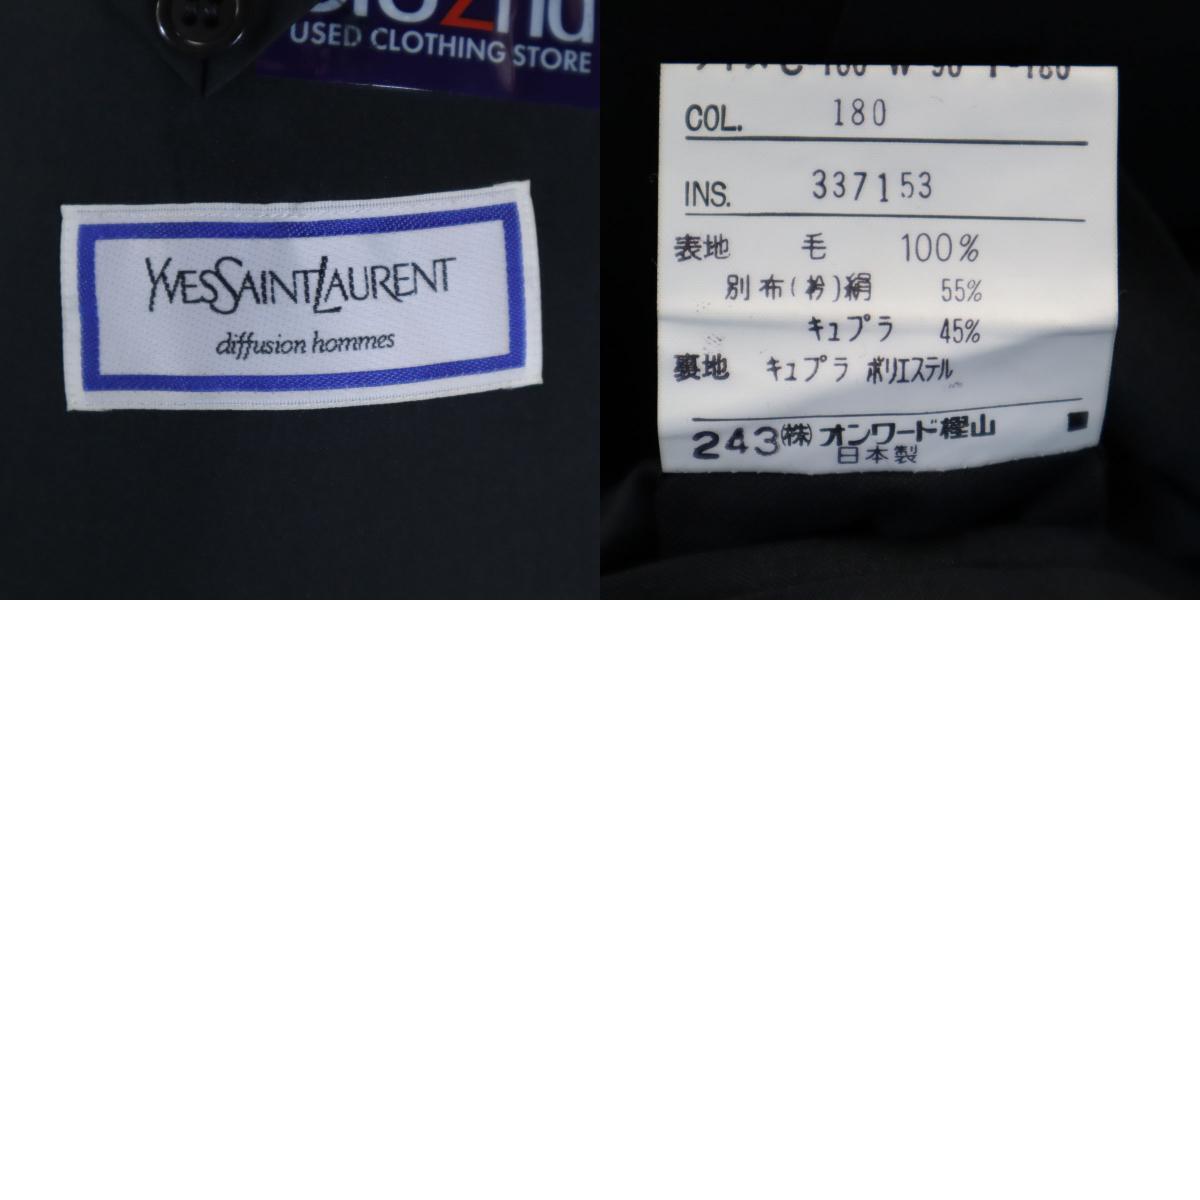 USED CLOTHING STORE
YVESSAINTLAURENT
diffusion hommes
COL. 180
INS. 337153
表地 毛 100%
別布(衿)絹 55%
キュプラ 45%
裏地 キュプラ ポリエステル
243㈱オンワード樫山
日本製